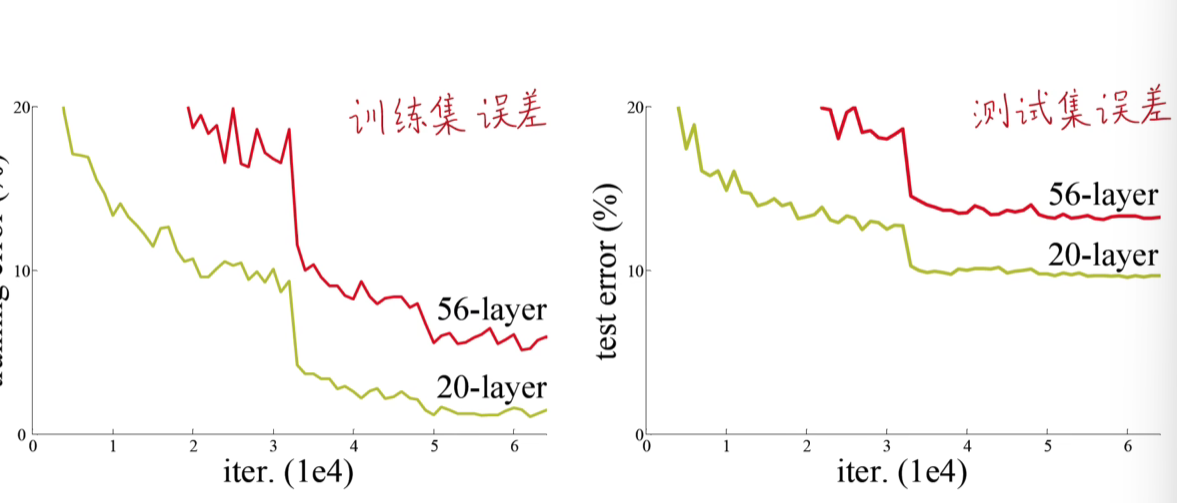 训练集 误差
20
10
0
56-layer
20-layer
0 1 2 3 4 5 6
iter. (1e4)
测试集 误差
test error (%)
20
10
0
56-layer
20-layer
0 1 2 3 4 5 6
iter. (1e4)